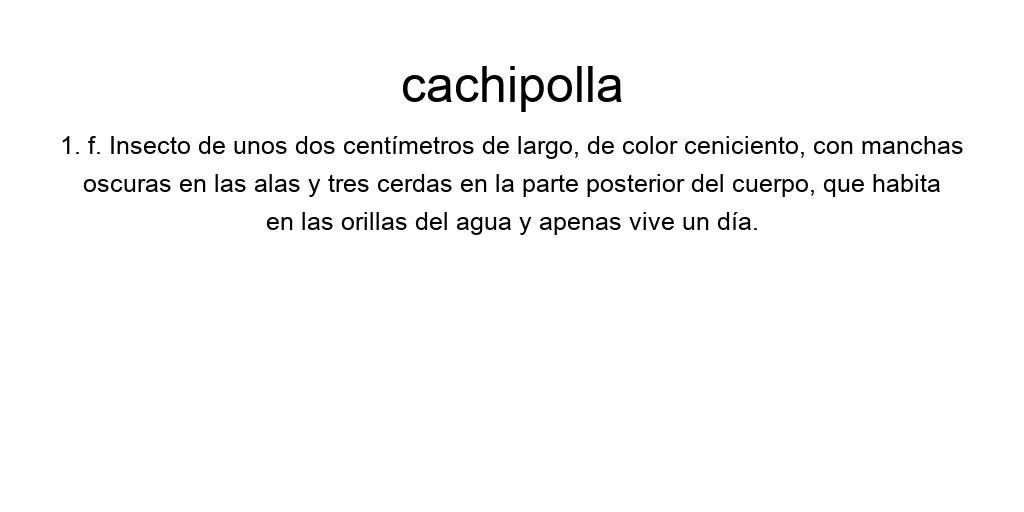 cachipolla
1. f. Insecto de unos dos centímetros de largo, de color ceniciento, con manchas
oscuras en las alas y tres cerdas en la parte posterior del cuerpo, que habita
en las orillas del agua y apenas vive un día.